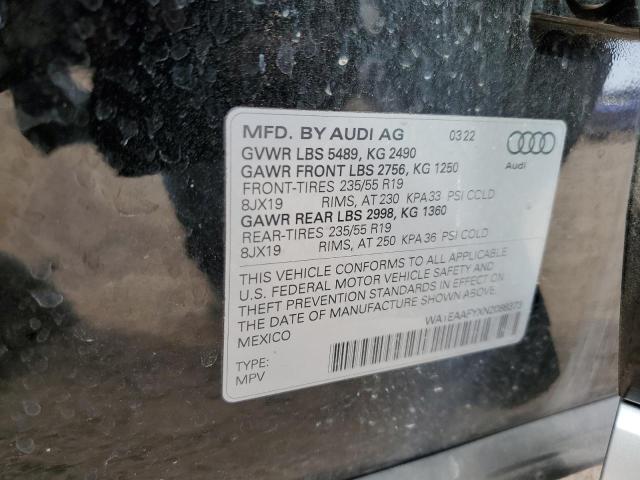 MFD. BY AUDI AG 03 22
GVWR LBS 5489, KG 2490
GAWR FRONT LBS 2756, KG 1250
FRONT-TIRES 235/55 R19
8JX19 RIMS, AT 230 KPA 33 PSI COLD
GAWR REAR LBS 2998, KG 1360
REAR-TIRES 235/55 R19
8JX19 RIMS, AT 250 KPA 36 PSI COLD
Audi
THIS VEHICLE CONFORMS TO ALL APPLICABLE
U.S. FEDERAL MOTOR VEHICLE SAFETY AND
THEFT PREVENTION STANDARDS IN EFFECT ON
THE DATE OF MANUFACTURE SHOWN ABOVE.
MEXICO
WA1EAAFYXN2088373
TYPE:
MPV